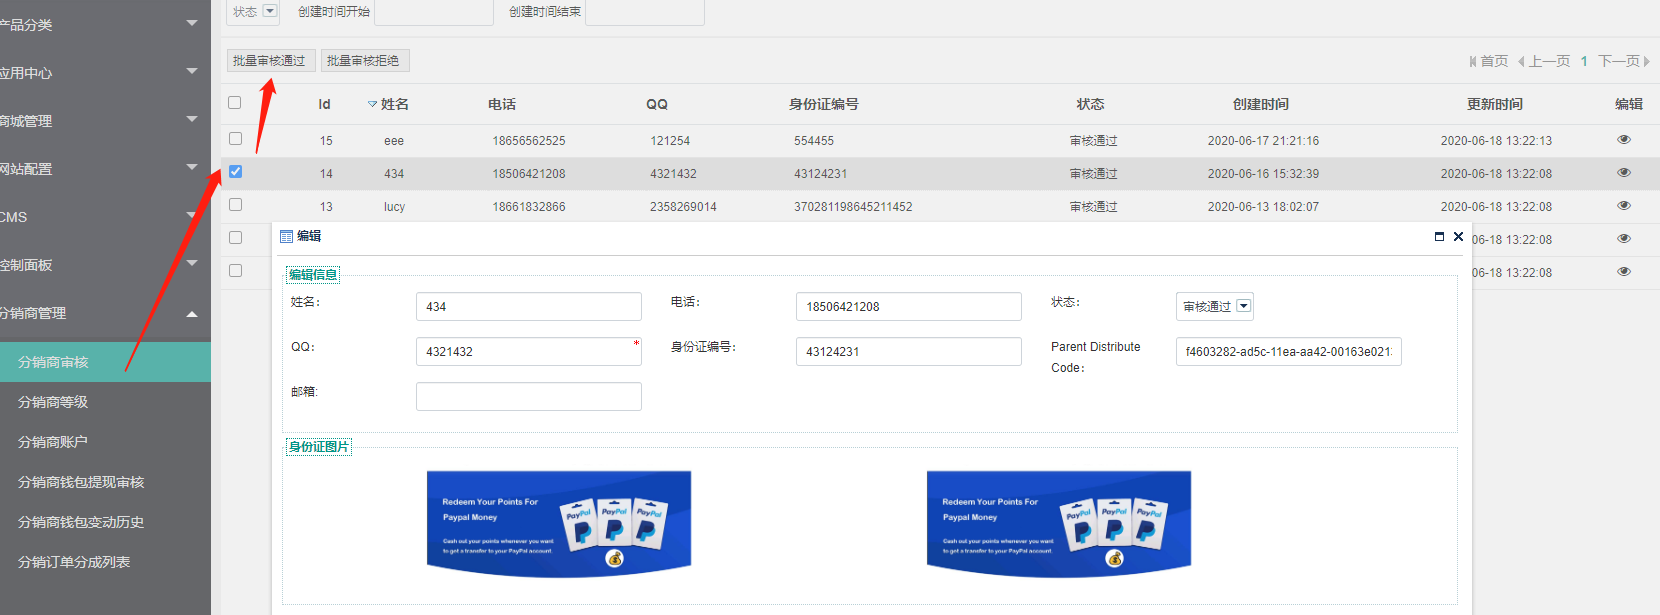 状态 创建时间开始 创建时间结束
产品分类
应用中心
商城管理
网站配置
CMS
控制面板
分销商管理
分销商审核
分销商等级
分销商账户
分销商钱包提现审核
分销商钱包变动历史
分销订单分成列表
批量审核通过 批量审核拒绝
首页 上一页 1 下一页
Id 姓名 电话 QQ 身份证编号 状态 创建时间 更新时间 编辑
15 eee 18656562525 121254 554455 审核通过 2020-06-17 21:21:16 2020-06-18 13:22:13
14 434 18506421208 4321432 43124231 审核通过 2020-06-16 15:32:39 2020-06-18 13:22:08
13 lucy 18661832866 2358269014 370281198645211452 审核通过 2020-06-13 18:02:07 2020-06-18 13:22:08
06-18 13:22:08
06-18 13:22:08
编辑
编辑信息
姓名: 434 电话: 18506421208 状态: 审核通过
QQ: 4321432 * 身份证编号: 43124231 Parent Distribute Code: f4603282-ad5c-11ea-aa42-00163e021
邮箱:
身份证图片
Redeem Your Points For
Paypal Money
Cash out your points whenever you want
to get a transfer to your PayPal account.
PayPal PayPal PayPal
Redeem Your Points For
Paypal Money
Cash out your points whenever you want
to get a transfer to your PayPal account.
PayPal PayPal PayPal